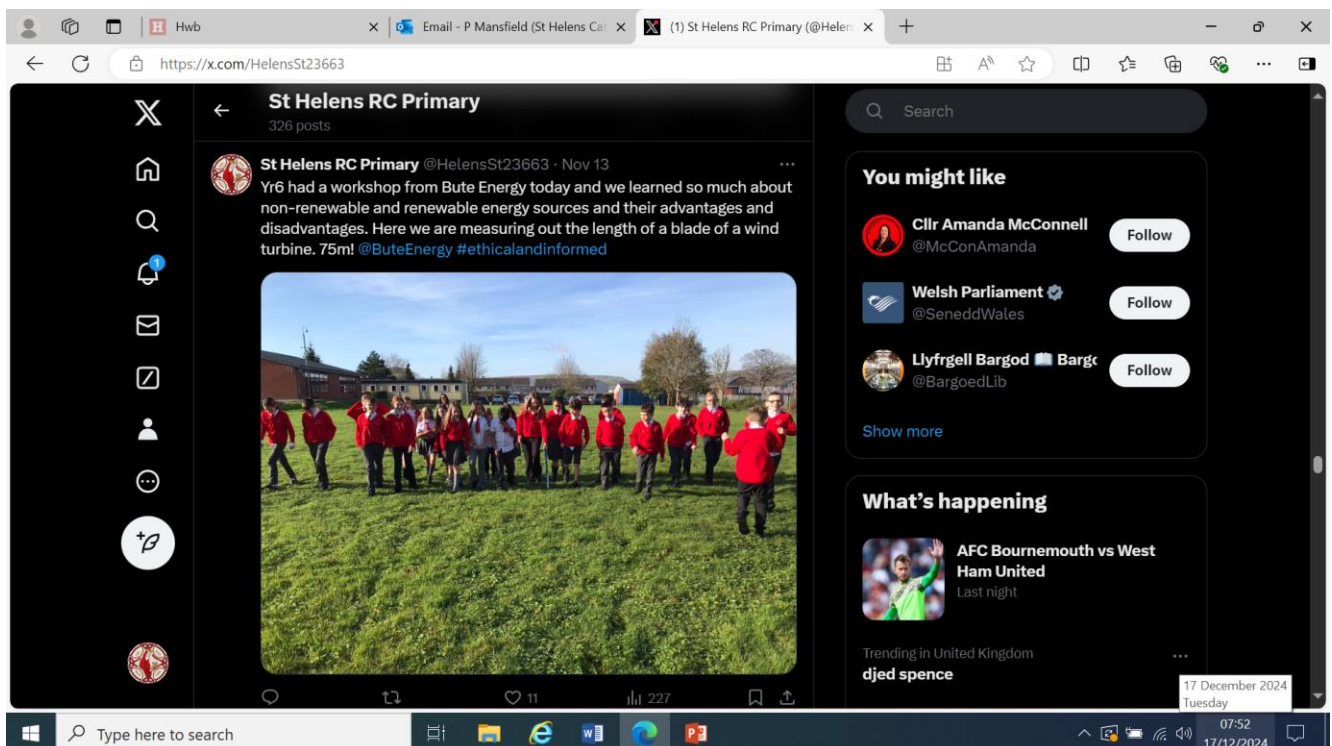 Hwb
Email - P Mansfield (St Helens Cat
(1) St Helens RC Primary (@Helen
https://x.com/HelensSt23663
St Helens RC Primary
326 posts
St Helens RC Primary @HelensSt23663 · Nov 13
Yr6 had a workshop from Bute Energy today and we learned so much about
non-renewable and renewable energy sources and their advantages and
disadvantages. Here we are measuring out the length of a blade of a wind
turbine. 75m! @ButeEnergy #ethicalandinformed
11
227
1
Search
You might like
Cllr Amanda McConnell
@McConAmanda
Follow
Welsh Parliament
@SeneddWales
Follow
Llyfrgell Bargod 📖 Bargo
@BargoedLib
Follow
Show more
What's happening
AFC Bournemouth vs West
Ham United
Last night
Trending in United Kingdom
djed spence
17 December 2024
Tuesday
Type here to search
07:52
17/12/2024